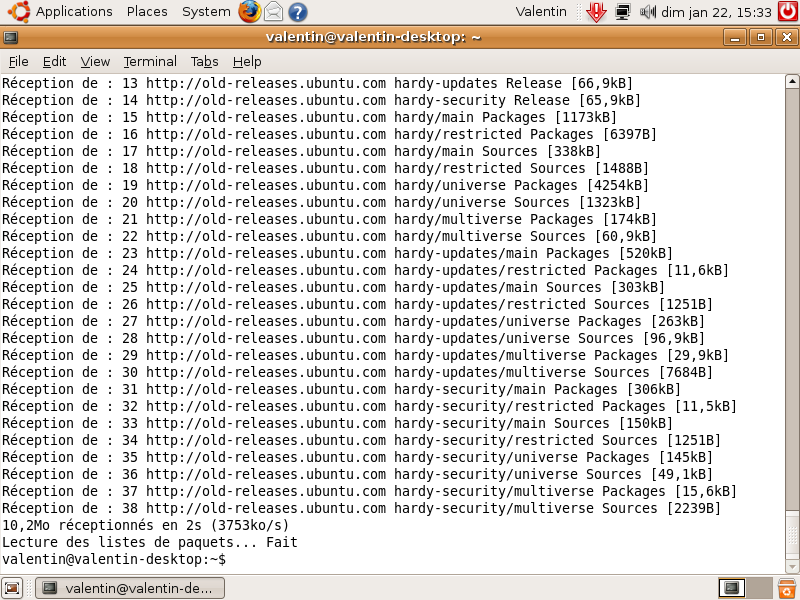 Applications Places System Valentin dim jan 22, 15:33
valentin@valentin-desktop: ~
File Edit View Terminal Tabs Help
Réception de : 13 http://old-releases.ubuntu.com hardy-updates Release [66,9kB]
Réception de : 14 http://old-releases.ubuntu.com hardy-security Release [65,9kB]
Réception de : 15 http://old-releases.ubuntu.com hardy/main Packages [1173kB]
Réception de : 16 http://old-releases.ubuntu.com hardy/restricted Packages [6397B]
Réception de : 17 http://old-releases.ubuntu.com hardy/main Sources [338kB]
Réception de : 18 http://old-releases.ubuntu.com hardy/restricted Sources [1488B]
Réception de : 19 http://old-releases.ubuntu.com hardy/universe Packages [4254kB]
Réception de : 20 http://old-releases.ubuntu.com hardy/universe Sources [1323kB]
Réception de : 21 http://old-releases.ubuntu.com hardy/multiverse Packages [174kB]
Réception de : 22 http://old-releases.ubuntu.com hardy/multiverse Sources [60,9kB]
Réception de : 23 http://old-releases.ubuntu.com hardy-updates/main Packages [520kB]
Réception de : 24 http://old-releases.ubuntu.com hardy-updates/restricted Packages [11,6kB]
Réception de : 25 http://old-releases.ubuntu.com hardy-updates/main Sources [303kB]
Réception de : 26 http://old-releases.ubuntu.com hardy-updates/restricted Sources [1251B]
Réception de : 27 http://old-releases.ubuntu.com hardy-updates/universe Packages [263kB]
Réception de : 28 http://old-releases.ubuntu.com hardy-updates/universe Sources [96,9kB]
Réception de : 29 http://old-releases.ubuntu.com hardy-updates/multiverse Packages [29,9kB]
Réception de : 30 http://old-releases.ubuntu.com hardy-updates/multiverse Sources [7684B]
Réception de : 31 http://old-releases.ubuntu.com hardy-security/main Packages [306kB]
Réception de : 32 http://old-releases.ubuntu.com hardy-security/restricted Packages [11,5kB]
Réception de : 33 http://old-releases.ubuntu.com hardy-security/main Sources [150kB]
Réception de : 34 http://old-releases.ubuntu.com hardy-security/restricted Sources [1251B]
Réception de : 35 http://old-releases.ubuntu.com hardy-security/universe Packages [145kB]
Réception de : 36 http://old-releases.ubuntu.com hardy-security/universe Sources [49,1kB]
Réception de : 37 http://old-releases.ubuntu.com hardy-security/multiverse Packages [15,6kB]
Réception de : 38 http://old-releases.ubuntu.com hardy-security/multiverse Sources [2239B]
10,2Mo réceptionnés en 2s (3753ko/s)
Lecture des listes de paquets... Fait
valentin@valentin-desktop:~$
valentin@valentin-de...